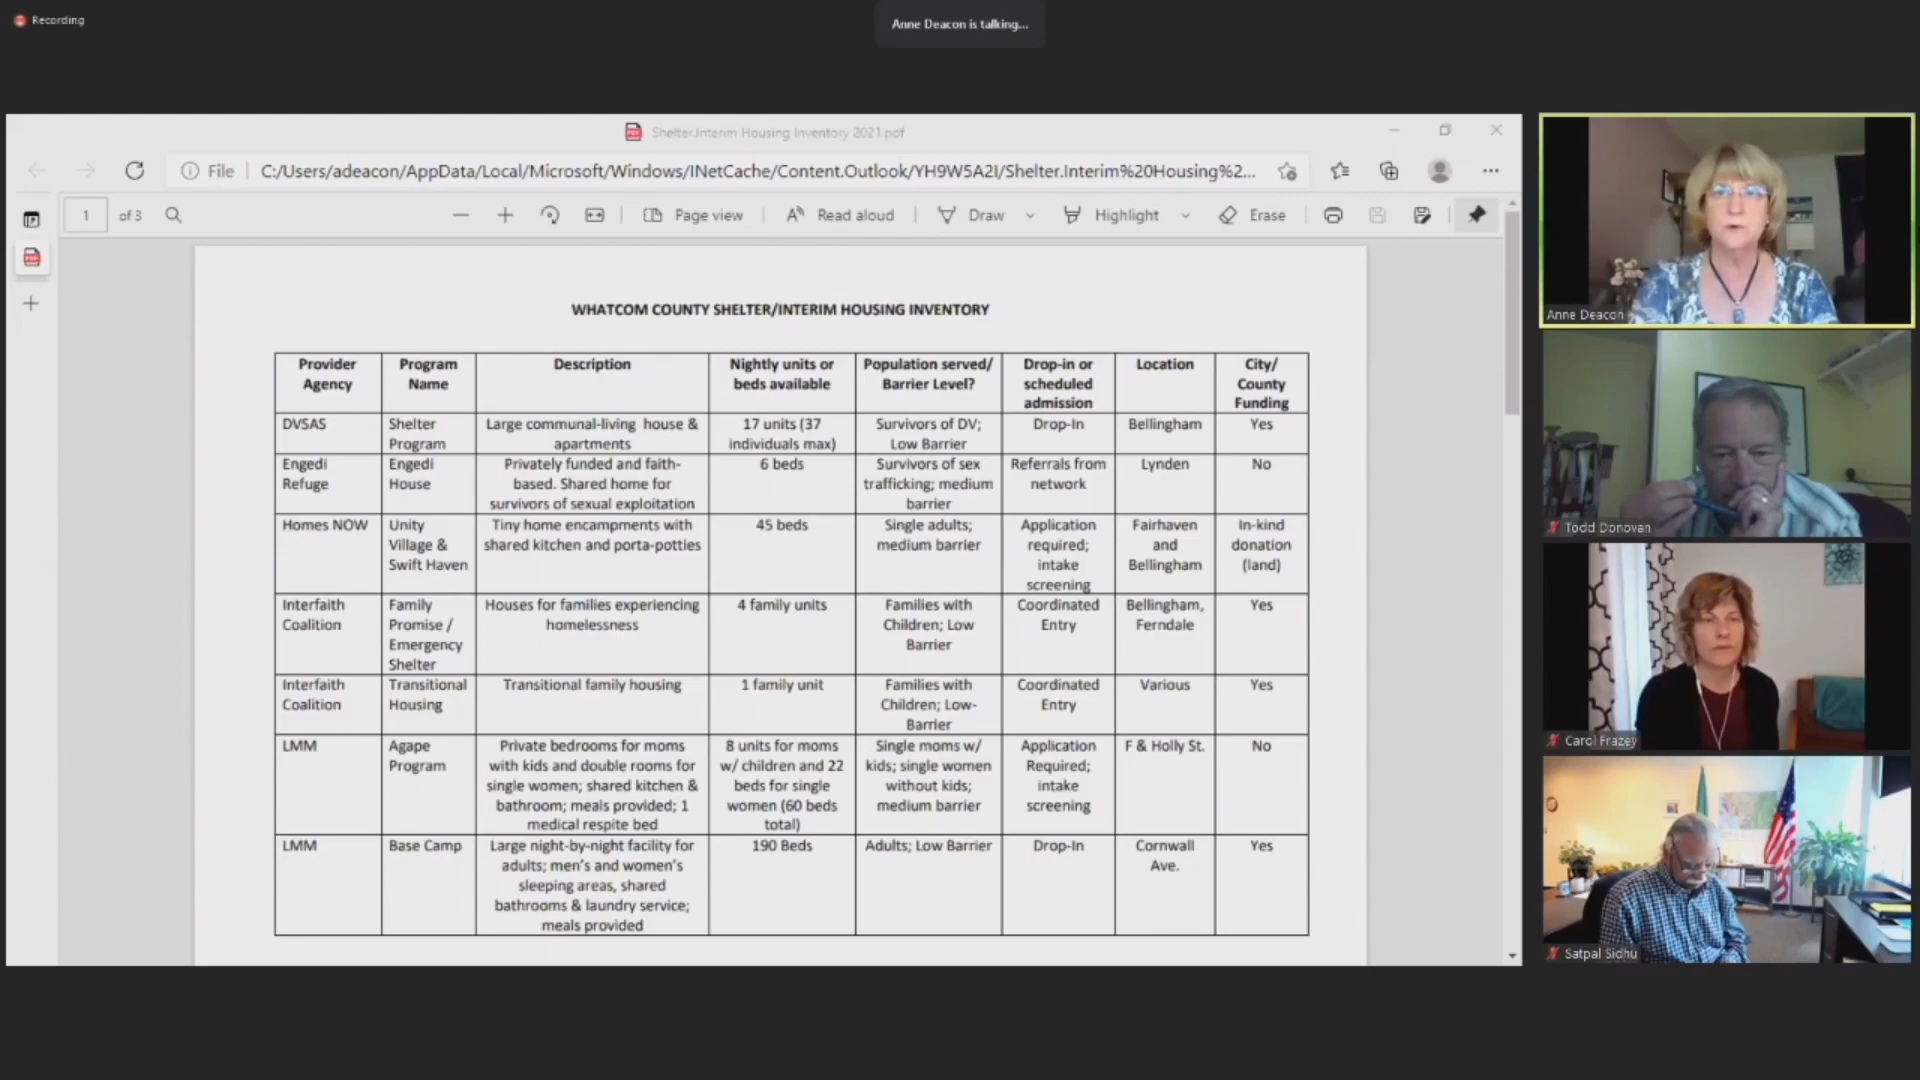 Recording
Anne Deacon is talking...
Shelter.Interim Housing Inventory 2021.pdf
File
C:/Users/adeacon/AppData/Local/Microsoft/Windows/INetCache/Content.Outlook/YH9W5A2I/Shelter.Interim%20Housing%2...
1 of 3
Page view
Read aloud
Draw
Highlight
Erase
WHATCOM COUNTY SHELTER/INTERIM HOUSING INVENTORY
Provider
Agency
Program
Name
Description
Nightly units or
beds available
Population served/
Barrier Level?
Drop-in or
scheduled
admission
Location
City/
County
Funding
DVSAS
Shelter
Program
Large communal-living house &
apartments
17 units (37
individuals max)
Survivors of DV;
Low Barrier
Drop-In
Bellingham
Yes
Engedi
Refuge
Engedi
House
Privately funded and faith-
based. Shared home for
survivors of sexual exploitation
6 beds
Survivors of sex
trafficking; medium
barrier
Referrals from
network
Lynden
No
Homes NOW
Unity
Village &
Swift Haven
Tiny home encampments with
shared kitchen and porta-potties
45 beds
Single adults;
medium barrier
Application
required;
intake
screening
Fairhaven
and
Bellingham
In-kind
donation
(land)
Interfaith
Coalition
Family
Promise /
Emergency
Shelter
Houses for families experiencing
homelessness
4 family units
Families with
Children; Low
Barrier
Coordinated
Entry
Bellingham,
Ferndale
Yes
Interfaith
Coalition
Transitional
Housing
Transitional family housing
1 family unit
Families with
Children; Low-
Barrier
Coordinated
Entry
Various
Yes
LMM
Agape
Program
Private bedrooms for moms
with kids and double rooms for
single women; shared kitchen &
bathroom; meals provided; 1
medical respite bed
8 units for moms
w/ children and 22
beds for single
women (60 beds
total)
Single moms w/
kids; single women
without kids;
medium barrier
Application
Required;
intake
screening
F & Holly St.
No
LMM
Base Camp
Large night-by-night facility for
adults; men's and women's
sleeping areas, shared
bathrooms & laundry service;
meals provided
190 Beds
Adults; Low Barrier
Drop-In
Cornwall
Ave.
Yes
Anne Deacon
Todd Donovan
Carol Frazey
Satpal Sidhu